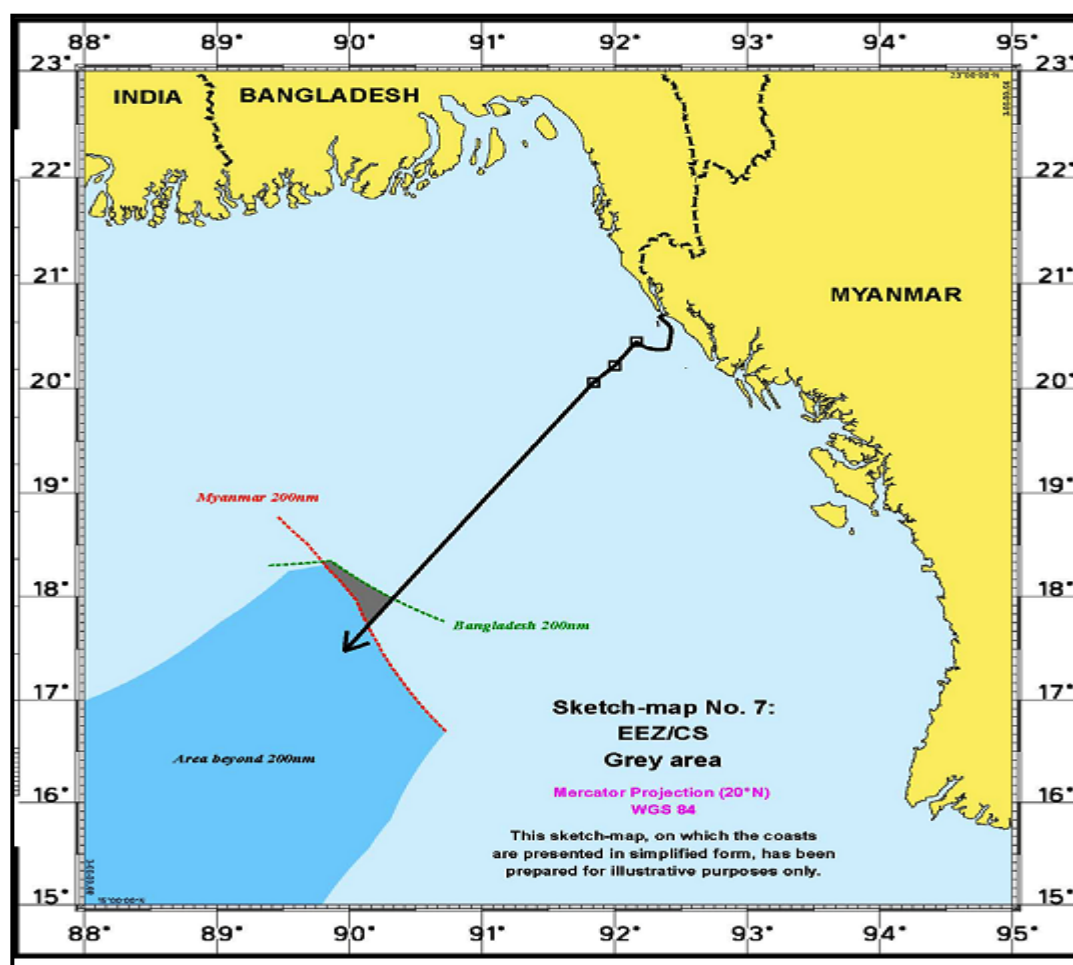 88° 89° 90° 91° 92° 93° 94° 95°
23° 23°
INDIA BANGLADESH
22° 22°
21° 21°
MYANMAR
20° 20°
19° 19°
Myanmar 200nm
18° 18°
Bangladesh 200nm
17° 17°
Sketch-map No. 7:
EEZ/CS
Grey area
Area beyond 200nm
Mercator Projection (20°N)
WGS 84
16° 16°
This sketch-map, on which the coasts
are presented in simplified form, has been
prepared for illustrative purposes only.
15° 15°
88° 89° 90° 91° 92° 93° 94° 95°